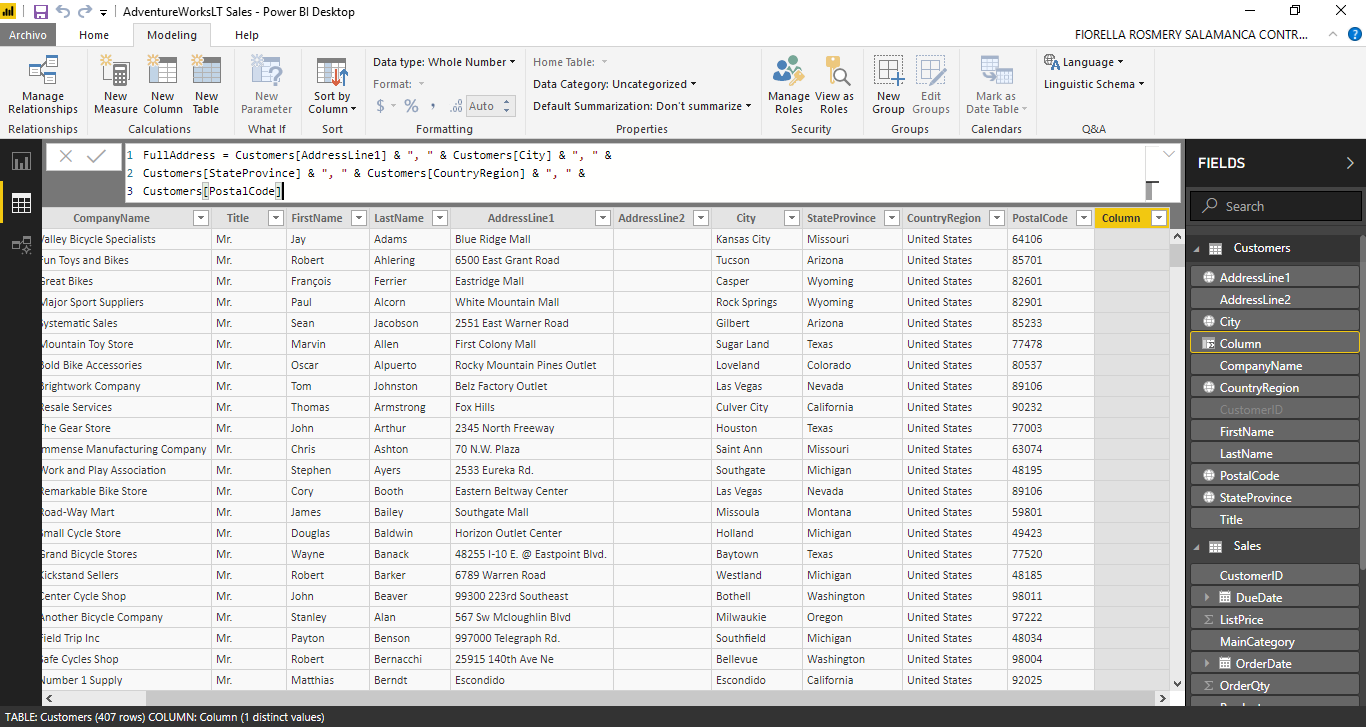 AdventureWorksLT Sales - Power BI Desktop
Archivo Home Modeling Help FIORELLA ROSMERY SALAMANCA CONTR... ?
Manage Relationships
Relationships
New Measure
New Column
New Table
Calculations
New Parameter
What If
Sort by Column
Sort
Data type: Whole Number
Format:
$ % , .00 Auto
Formatting
Home Table:
Data Category: Uncategorized
Default Summarization: Don't summarize
Properties
Manage Roles
View as Roles
Security
New Group
Edit Groups
Groups
Mark as Date Table
Calendars
Language
Linguistic Schema
Q&A
1 FullAddress = Customers[AddressLine1] & ", " & Customers[City] & ", " &
2 Customers[StateProvince] & ", " & Customers[CountryRegion] & ", " &
3 Customers[PostalCode]
CompanyName Title FirstName LastName AddressLine1 AddressLine2 City StateProvince CountryRegion PostalCode Column
Valley Bicycle Specialists Mr. Jay Adams Blue Ridge Mall Kansas City Missouri United States 64106
Fun Toys and Bikes Mr. Robert Ahlering 6500 East Grant Road Tucson Arizona United States 85701
Great Bikes Mr. François Ferrier Eastridge Mall Casper Wyoming United States 82601
Major Sport Suppliers Mr. Paul Alcorn White Mountain Mall Rock Springs Wyoming United States 82901
Systematic Sales Mr. Sean Jacobson 2551 East Warner Road Gilbert Arizona United States 85233
Mountain Toy Store Mr. Marvin Allen First Colony Mall Sugar Land Texas United States 77478
Bold Bike Accessories Mr. Oscar Alpuerto Rocky Mountain Pines Outlet Loveland Colorado United States 80537
Brightwork Company Mr. Tom Johnston Belz Factory Outlet Las Vegas Nevada United States 89106
Resale Services Mr. Thomas Armstrong Fox Hills Culver City California United States 90232
The Gear Store Mr. John Arthur 2345 North Freeway Houston Texas United States 77003
Immense Manufacturing Company Mr. Chris Ashton 70 N.W. Plaza Saint Ann Missouri United States 63074
Work and Play Association Mr. Stephen Ayers 2533 Eureka Rd. Southgate Michigan United States 48195
Remarkable Bike Store Mr. Cory Booth Eastern Beltway Center Las Vegas Nevada United States 89106
Road-Way Mart Mr. James Bailey Southgate Mall Missoula Montana United States 59801
Small Cycle Store Mr. Douglas Baldwin Horizon Outlet Center Holland Michigan United States 49423
Grand Bicycle Stores Mr. Wayne Banack 48255 I-10 E. @ Eastpoint Blvd. Baytown Texas United States 77520
Kickstand Sellers Mr. Robert Barker 6789 Warren Road Westland Michigan United States 48185
Center Cycle Shop Mr. John Beaver 99300 223rd Southeast Bothell Washington United States 98011
Another Bicycle Company Mr. Stanley Alan 567 Sw Mcloughlin Blvd Milwaukie Oregon United States 97222
Field Trip Inc Mr. Payton Benson 997000 Telegraph Rd. Southfield Michigan United States 48034
Safe Cycles Shop Mr. Robert Bernacchi 25915 140th Ave Ne Bellevue Washington United States 98004
Number 1 Supply Mr. Matthias Berndt Escondido Escondido California United States 92025
FIELDS
Search
Customers
AddressLine1
AddressLine2
City
Column
CompanyName
CountryRegion
CustomerID
FirstName
LastName
PostalCode
StateProvince
Title
Sales
CustomerID
DueDate
ListPrice
MainCategory
OrderDate
OrderQty
TABLE: Customers (407 rows) COLUMN: Column (1 distinct values)